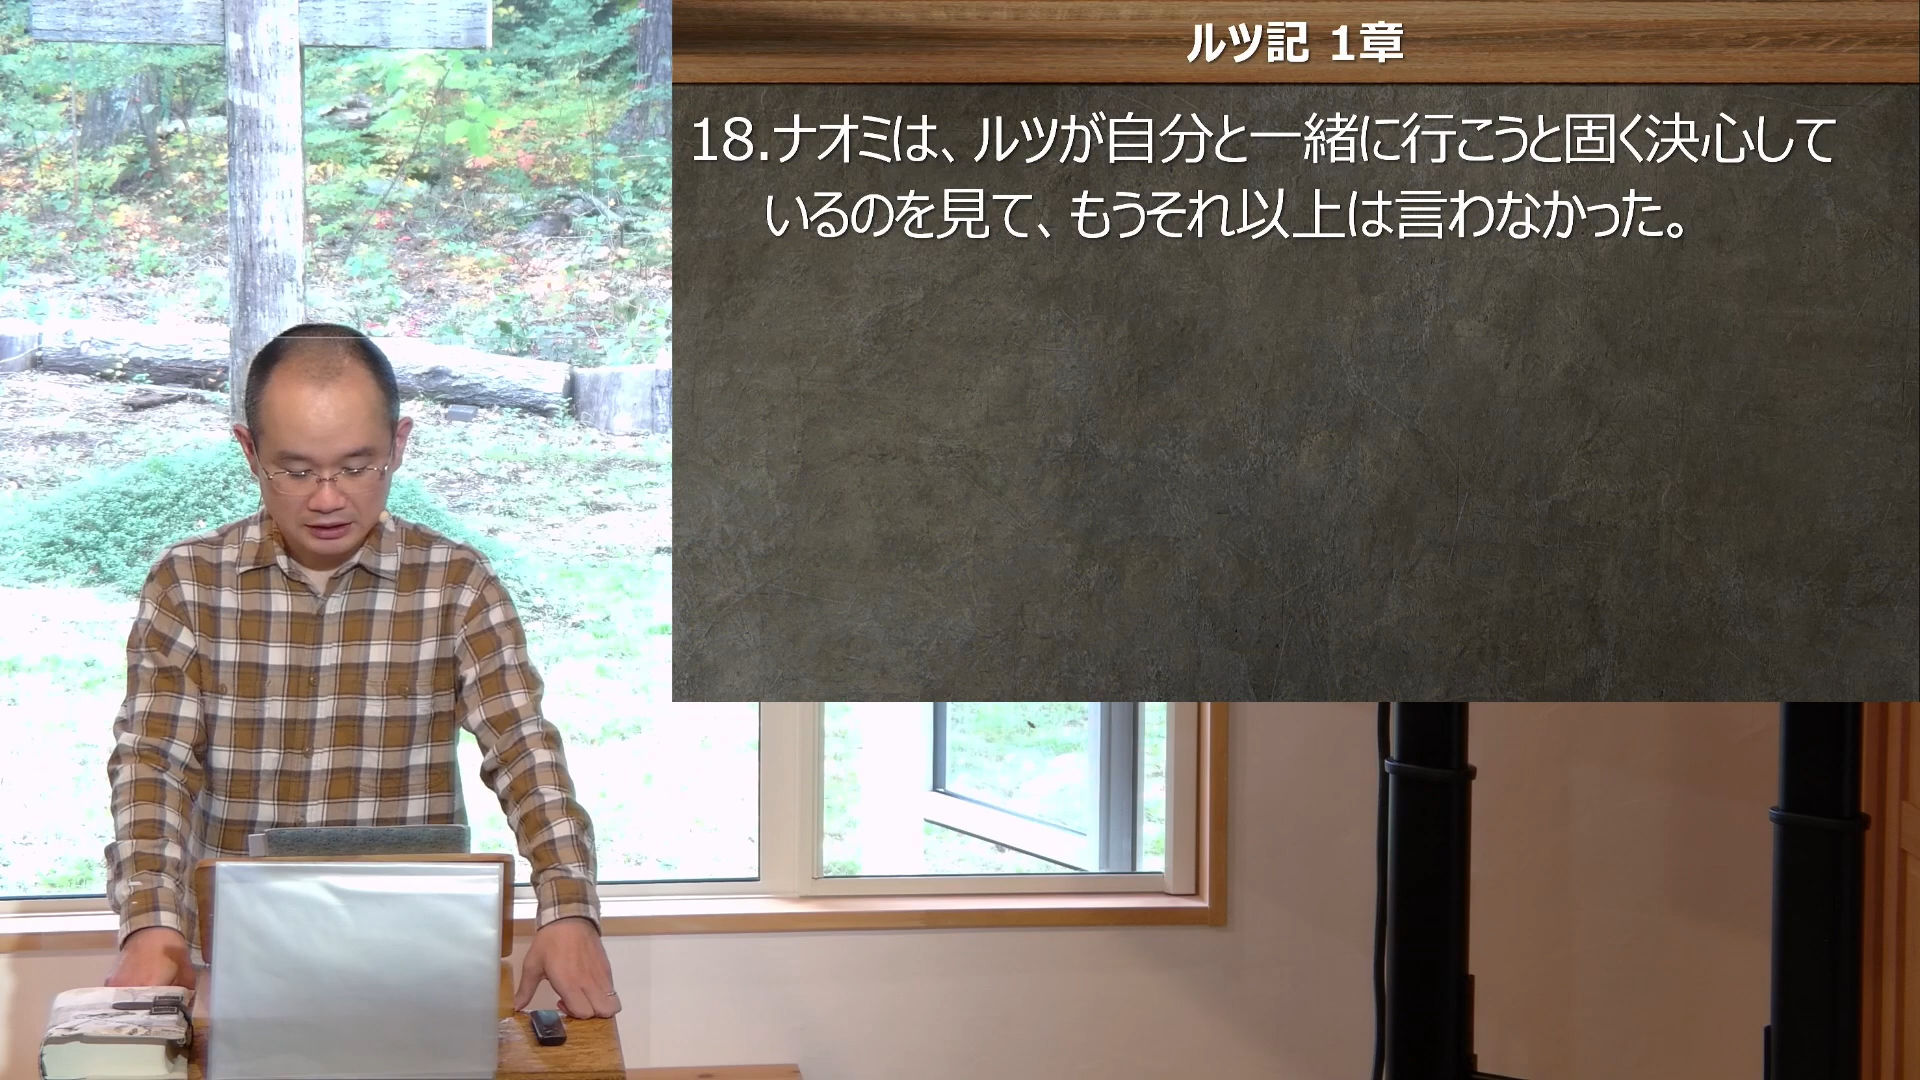 ルツ記 1章
18.ナオミは、ルツが自分と一緒に行こうと固く決心して
いるのを見て、もうそれ以上は言わなかった。